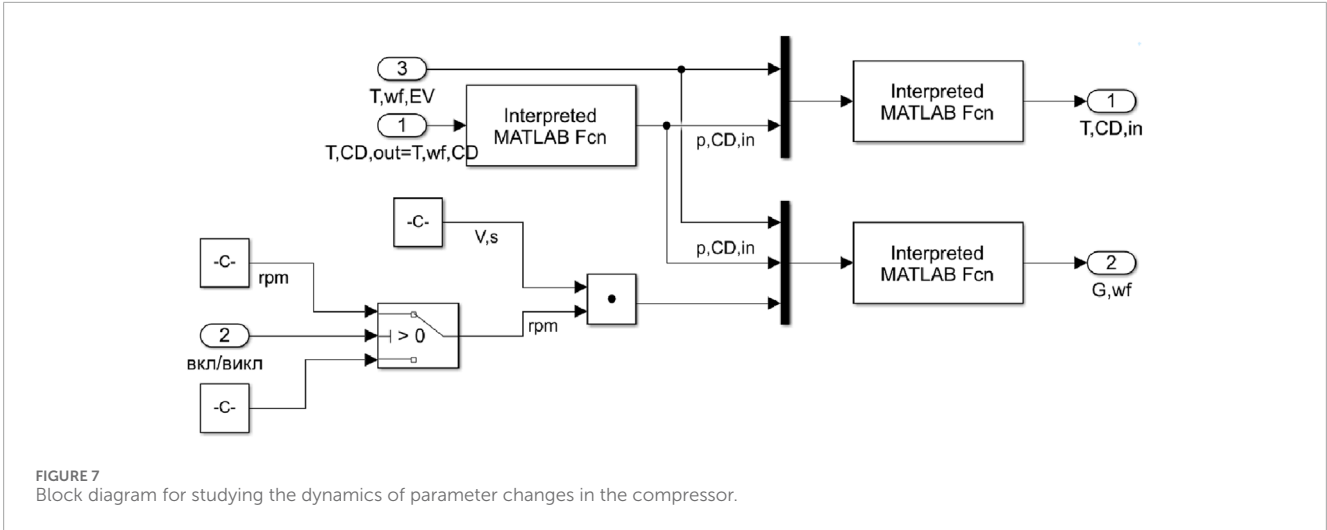 3
T,wf,EV
1
T,CD,out=T,wf,CD
Interpreted
MATLAB Fcn
p,CD,in
Interpreted
MATLAB Fcn
1
T,CD,in
-C-
V,s
-C-
rpm
2
вкл/викл
> 0
rpm
-C-
p,CD,in
Interpreted
MATLAB Fcn
2
G,wf
FIGURE 7
Block diagram for studying the dynamics of parameter changes in the compressor.